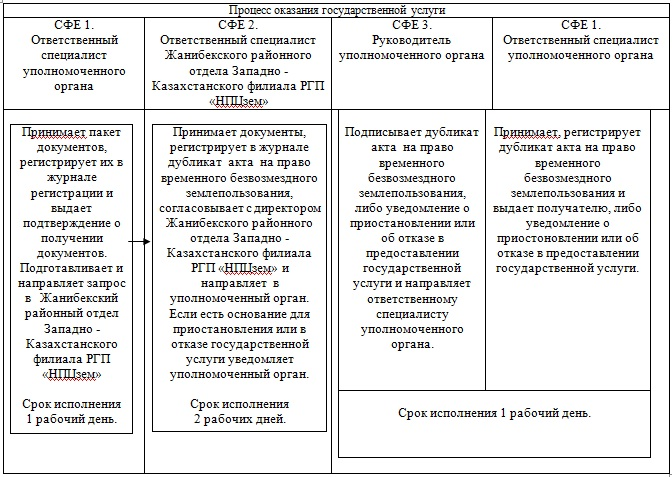 Процесс оказания государственной услуги
СФЕ 1.
Ответственный
специалист
уполномоченного
органа
СФЕ 2.
Ответственный специалист
Жанибекского районного
отдела Западно -
Казахстанского филиала РГП
«НПЦзем»
СФЕ 3.
Руководитель
уполномоченного органа
СФЕ 1.
Ответственный специалист
уполномоченного органа
Принимает пакет
документов,
регистрирует их в
журнале
регистрации и
выдает
подтверждение о
получении
документов.
Подготавливает и
направляет запрос
в Жанибекский
районный отдел
Западно -
Казахстанского
филиала РГП
«НПЦзем»
Срок исполнения
1 рабочий день.
Принимает документы,
регистрирует в журнале
дубликат акта на право
временного безвозмездного
землепользования,
согласовывает с директором
Жанибекского районного
отдела Западно -
Казахстанского филиала
РГП «НПЦзем» и
направляет в
уполномоченный орган.
Если есть основание для
приостановления или в
отказе государственной
услуги уведомляет
уполномоченный орган.
Срок исполнения
2 рабочих дней.
Подписывает дубликат
акта на право
временного
безвозмездного
землепользования,
либо уведомление о
приостановлении или
об отказе в
предоставлении
государственной
услуги и направляет
ответственному
специалисту
уполномоченного
органа.
Принимает, регистрирует
дубликат акта на право
временного
безвозмездного
землепользования и
выдает получателю, либо
уведомление о
приостоновлении или об
отказе в предоставлении
государственной услуги.
Срок исполнения 1 рабочий день.